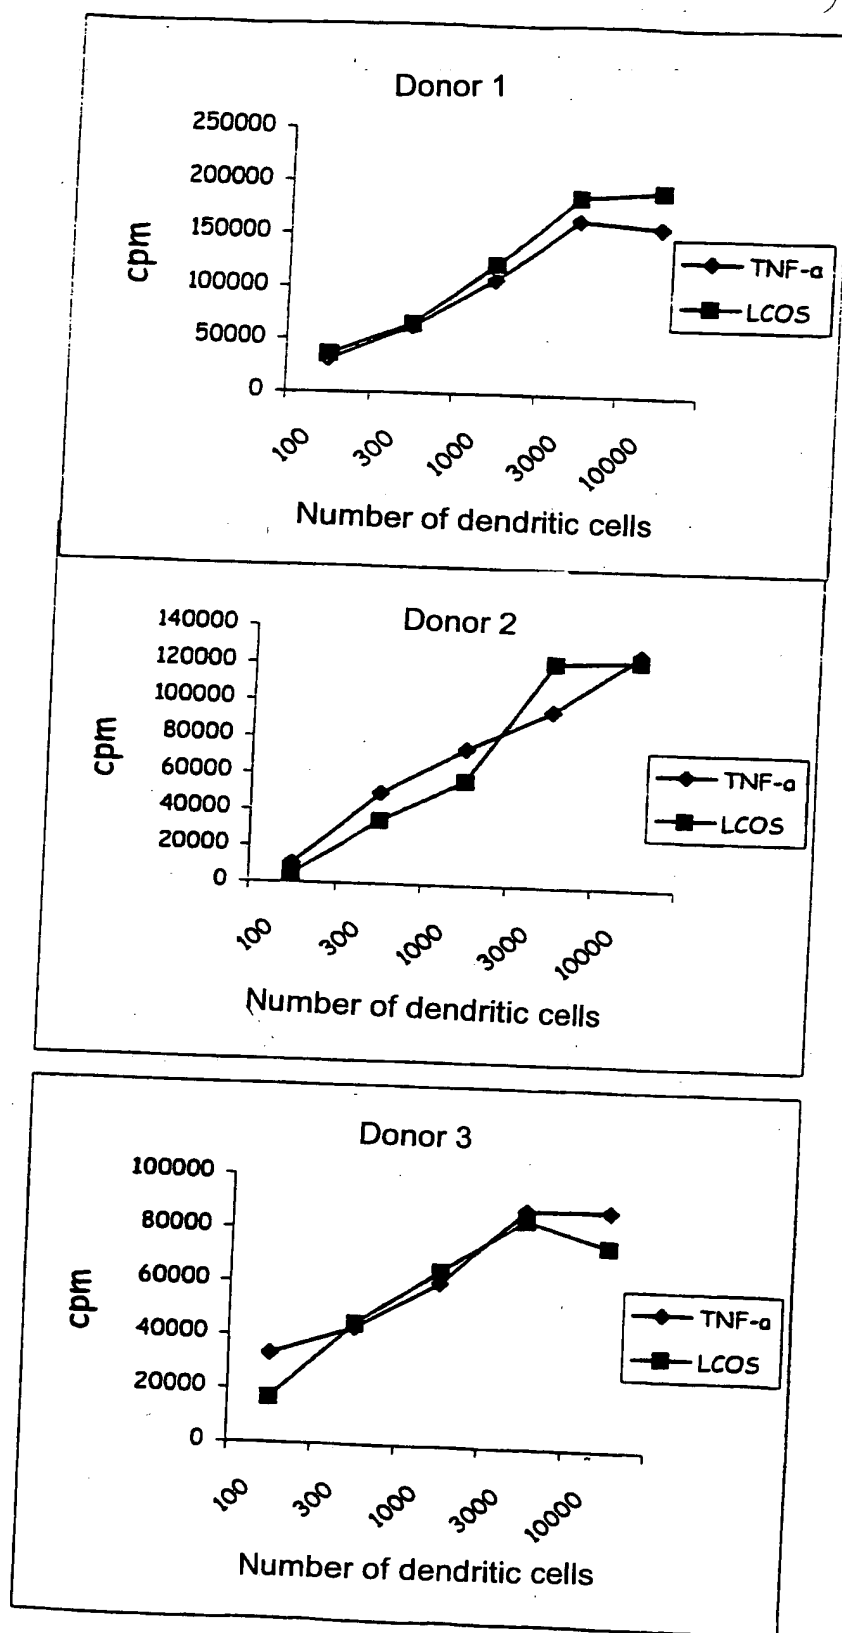 Donor 1
250000
200000
150000
100000
50000
0
cpm
100 300 1000 3000 10000
Number of dendritic cells
TNF-a
LCOS
Donor 2
140000
120000
100000
80000
60000
40000
20000
0
cpm
100 300 1000 3000 10000
Number of dendritic cells
TNF-a
LCOS
Donor 3
100000
80000
60000
40000
20000
0
cpm
100 300 1000 3000 10000
Number of dendritic cells
TNF-a
LCOS